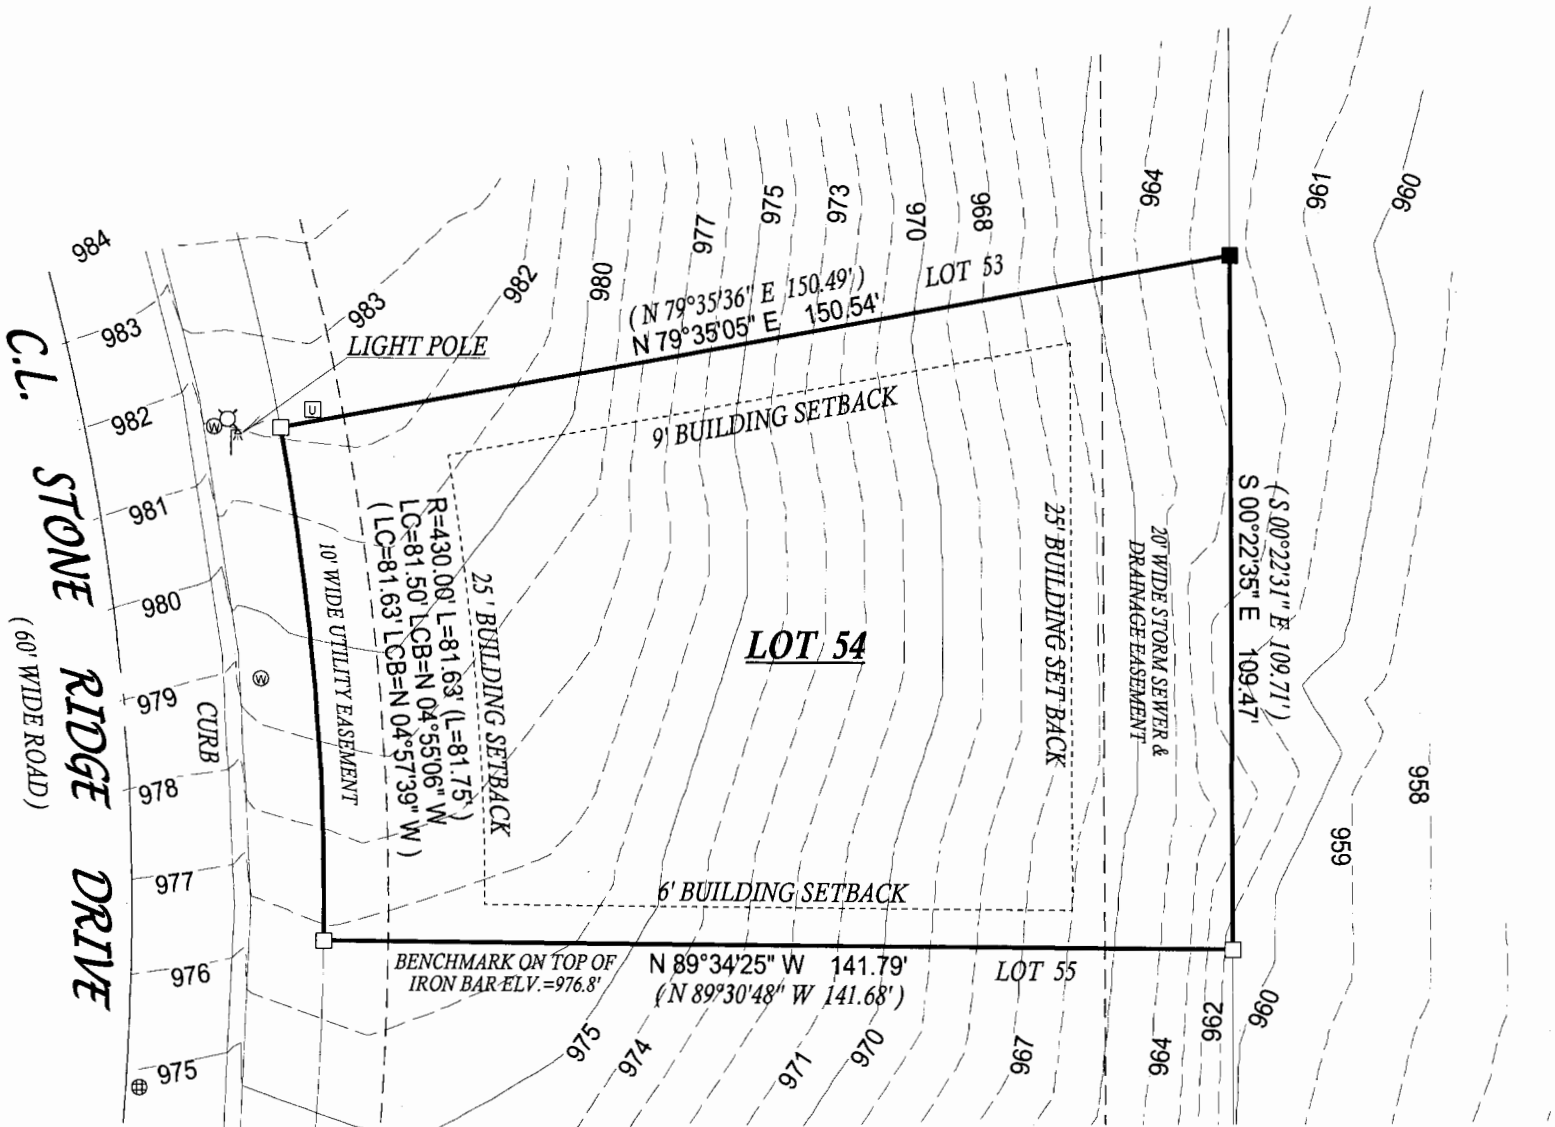 984
983
982
981
980
979
978
977
976
975
C.L. STONE RIDGE DRIVE
( 60' WIDE ROAD )
CURB
W
W
U
LIGHT POLE
983
982
980
977
975
973
970
968
964
961
960
( N 79°35'36" E 150.49' )
N 79°35'05" E 150.54'
LOT 53
9' BUILDING SETBACK
10' WIDE UTILITY EASEMENT
R=430.00' L=81.63' (L=81.75')
LC=81.50' LCB=N 04°55'06" W
( LC=81.63' LCB=N 04°57'39" W )
25' BUILDING SETBACK
LOT 54
25' BUILDING SET BACK
20' WIDE STORM SEWER &
DRAINAGE EASEMENT
( S 00°22'31" E 109.71' )
S 00°22'35" E 109.47'
6' BUILDING SETBACK
BENCHMARK ON TOP OF
IRON BAR ELV.=976.8'
N 89°34'25" W 141.79'
( N 89°30'48" W 141.68' )
LOT 55
975
974
971
970
967
964
962
960
959
958